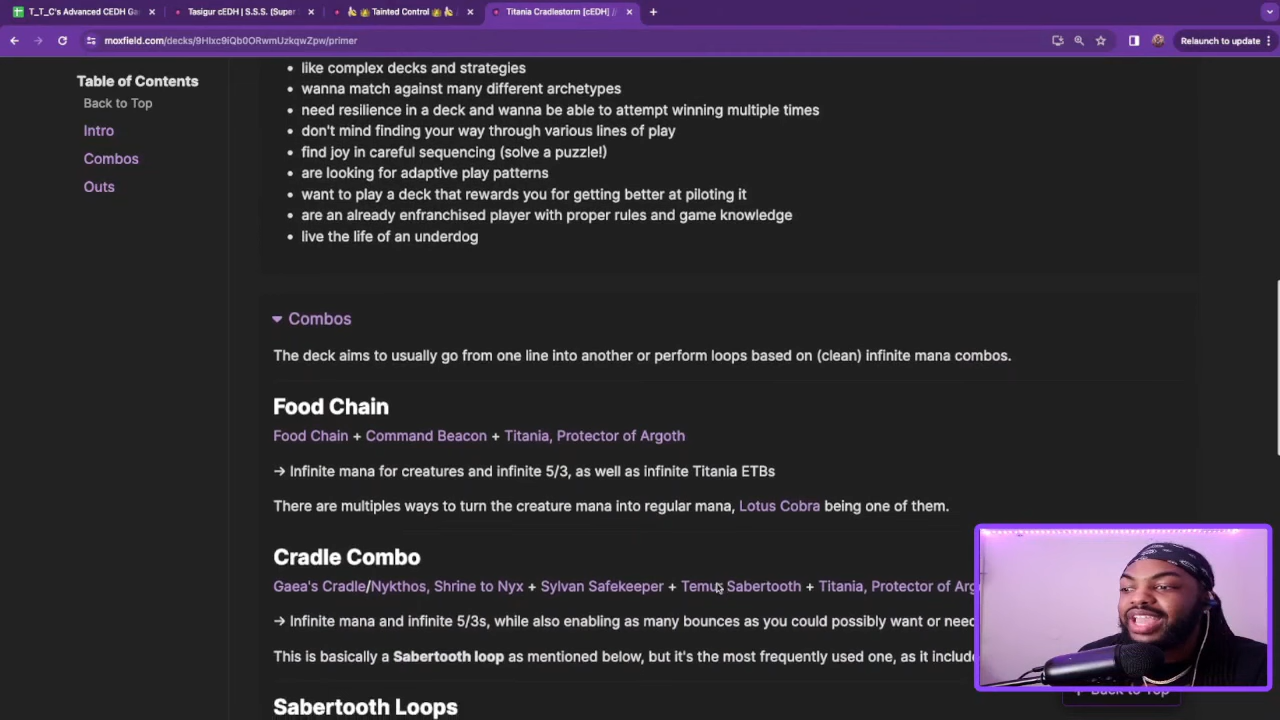 T_T_C's Advanced CEDH Ga
Tasigur cEDH | S.S.S. (Super
Tainted Control
Titania Cradlestorm [cEDH] //
moxfield.com/decks/9HIxc9iQb0ORwmUzkqwZpw/primer
Relaunch to update
Table of Contents
Back to Top
Intro
Combos
Outs
• like complex decks and strategies
• wanna match against many different archetypes
• need resilience in a deck and wanna be able to attempt winning multiple times
• don't mind finding your way through various lines of play
• find joy in careful sequencing (solve a puzzle!)
• are looking for adaptive play patterns
• want to play a deck that rewards you for getting better at piloting it
• are an already enfranchised player with proper rules and game knowledge
• live the life of an underdog
Combos
The deck aims to usually go from one line into another or perform loops based on (clean) infinite mana combos.
Food Chain
Food Chain + Command Beacon + Titania, Protector of Argoth
→ Infinite mana for creatures and infinite 5/3, as well as infinite Titania ETBs
There are multiples ways to turn the creature mana into regular mana, Lotus Cobra being one of them.
Cradle Combo
Gaea's Cradle/Nykthos, Shrine to Nyx + Sylvan Safekeeper + Temur Sabertooth + Titania, Protector of Arg
→ Infinite mana and infinite 5/3s, while also enabling as many bounces as you could possibly want or need
This is basically a Sabertooth loop as mentioned below, but it's the most frequently used one, as it include
Sabertooth Loops
Back to Top